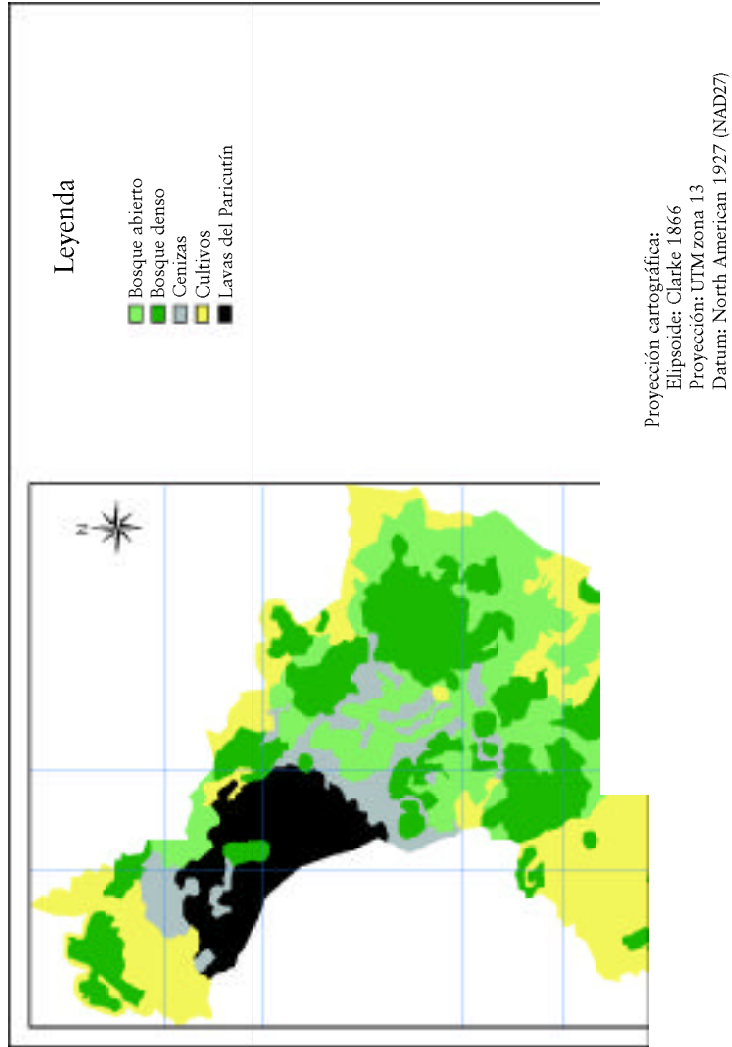 Leyenda
Bosque abierto
Bosque denso
Cenizas
Cultivos
Lavas del Paricutín
N
Proyección cartográfica:
Elipsoide: Clarke 1866
Proyección: UTM zona 13
Datum: North American 1927 (NAD27)